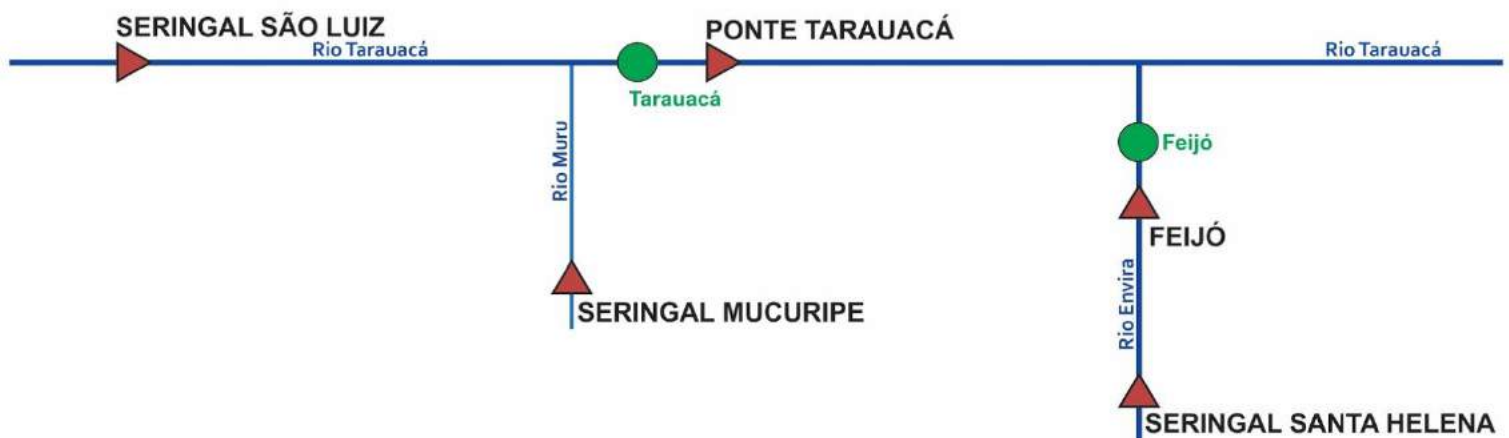 SERINGAL SÃO LUIZ
PONTE TARAUACÁ
Rio Tarauacá
Rio Tarauacá
Tarauacá
Rio Muru
Feijó
FEIJÓ
Rio Envira
SERINGAL MUCURIPE
SERINGAL SANTA HELENA